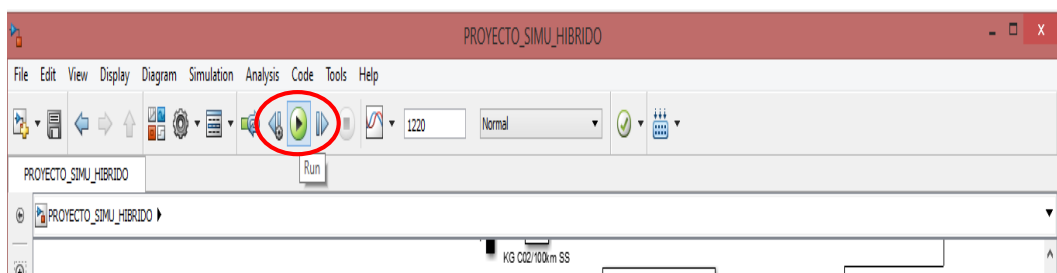 PROYECTO_SIMU_HIBRIDO
File Edit View Display Diagram Simulation Analysis Code Tools Help
1220 Normal
Run
PROYECTO_SIMU_HIBRIDO
PROYECTO_SIMU_HIBRIDO
KG C02/100km SS